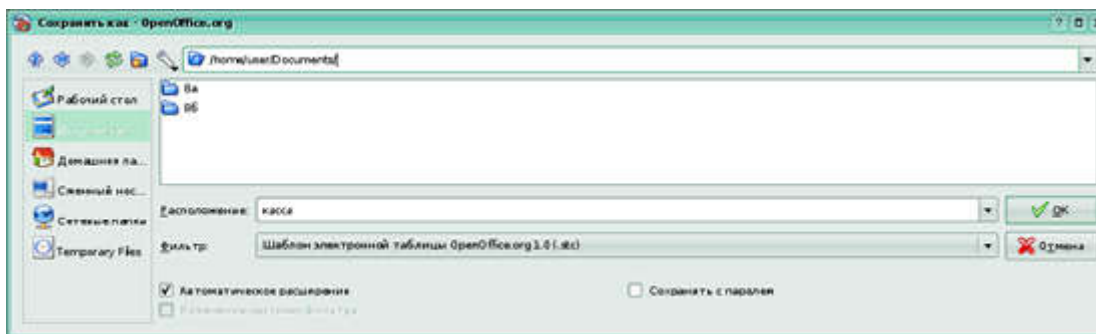 Сохранить как - OpenOffice.org
/home/user/Documents/
8а
8б
Рабочий стол
Домашняя па...
Сменный нос...
Сетевые папки
Temporary Files
Расположение: касса
OK
Фильтр: Шаблон электронной таблицы OpenOffice.org 1.0 (.stc)
Отмена
Автоматическое расширение
Сохранить с паролем